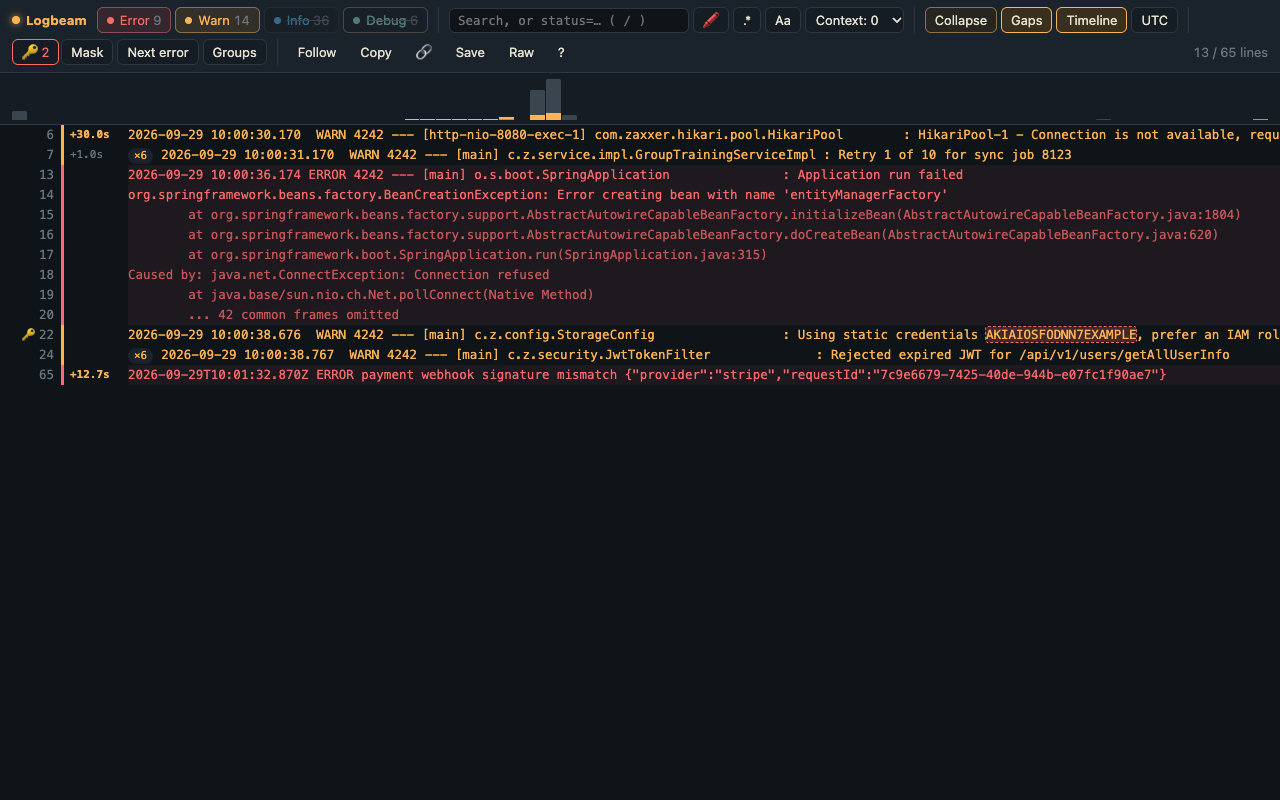 Logbeam Error 9 Warn 14 Info 36 Debug 6 Search, or status=… ( / ) .* Aa Context: 0 Collapse Gaps Timeline UTC
2 Mask Next error Groups Follow Copy Save Raw ? 13 / 65 lines
6 +30.0s 2026-09-29 10:00:30.170 WARN 4242 --- [http-nio-8080-exec-1] com.zaxxer.hikari.pool.HikariPool : HikariPool-1 - Connection is not available, requ
7 +1.0s ×6 2026-09-29 10:00:31.170 WARN 4242 --- [main] c.z.service.impl.GroupTrainingServiceImpl : Retry 1 of 10 for sync job 8123
13 2026-09-29 10:00:36.174 ERROR 4242 --- [main] o.s.boot.SpringApplication : Application run failed
14 org.springframework.beans.factory.BeanCreationException: Error creating bean with name 'entityManagerFactory'
15 at org.springframework.beans.factory.support.AbstractAutowireCapableBeanFactory.initializeBean(AbstractAutowireCapableBeanFactory.java:1804)
16 at org.springframework.beans.factory.support.AbstractAutowireCapableBeanFactory.doCreateBean(AbstractAutowireCapableBeanFactory.java:620)
17 at org.springframework.boot.SpringApplication.run(SpringApplication.java:315)
18 Caused by: java.net.ConnectException: Connection refused
19 at java.base/sun.nio.ch.Net.pollConnect(Native Method)
20 ... 42 common frames omitted
22 2026-09-29 10:00:38.676 WARN 4242 --- [main] c.z.config.StorageConfig : Using static credentials AKIAIOSFODNN7EXAMPLE, prefer an IAM rol
24 ×6 2026-09-29 10:00:38.767 WARN 4242 --- [main] c.z.security.JwtTokenFilter : Rejected expired JWT for /api/v1/users/getAllUserInfo
65 +12.7s 2026-09-29T10:01:32.870Z ERROR payment webhook signature mismatch {"provider":"stripe","requestId":"7c9e6679-7425-40de-944b-e07fc1f90ae7"}